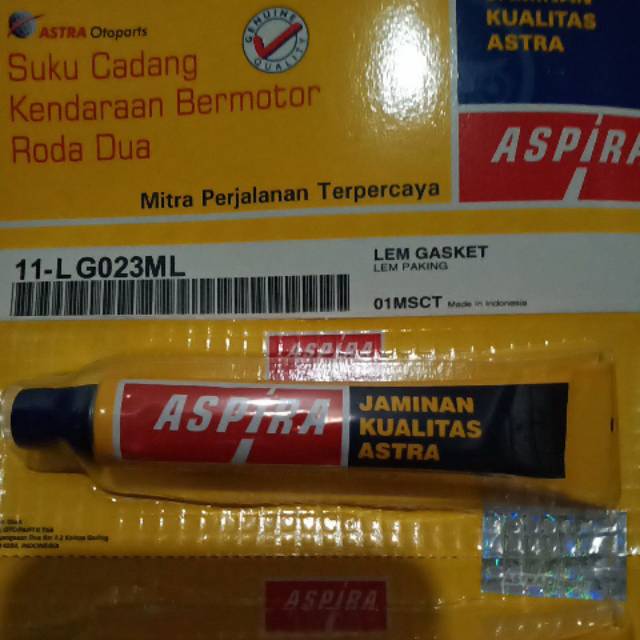 ASTRA Otoparts
GENUINE
QUALITY
KUALITAS
ASTRA
Suku Cadang
Kendaraan Bermotor
Roda Dua
ASPIRA
Mitra Perjalanan Terpercaya
11-LG023ML
LEM GASKET
LEM PAKING
01MSCT Made in Indonesia
ASPIRA
ASPIRA
JAMINAN
KUALITAS
ASTRA
INDONESIA
ASPIRA